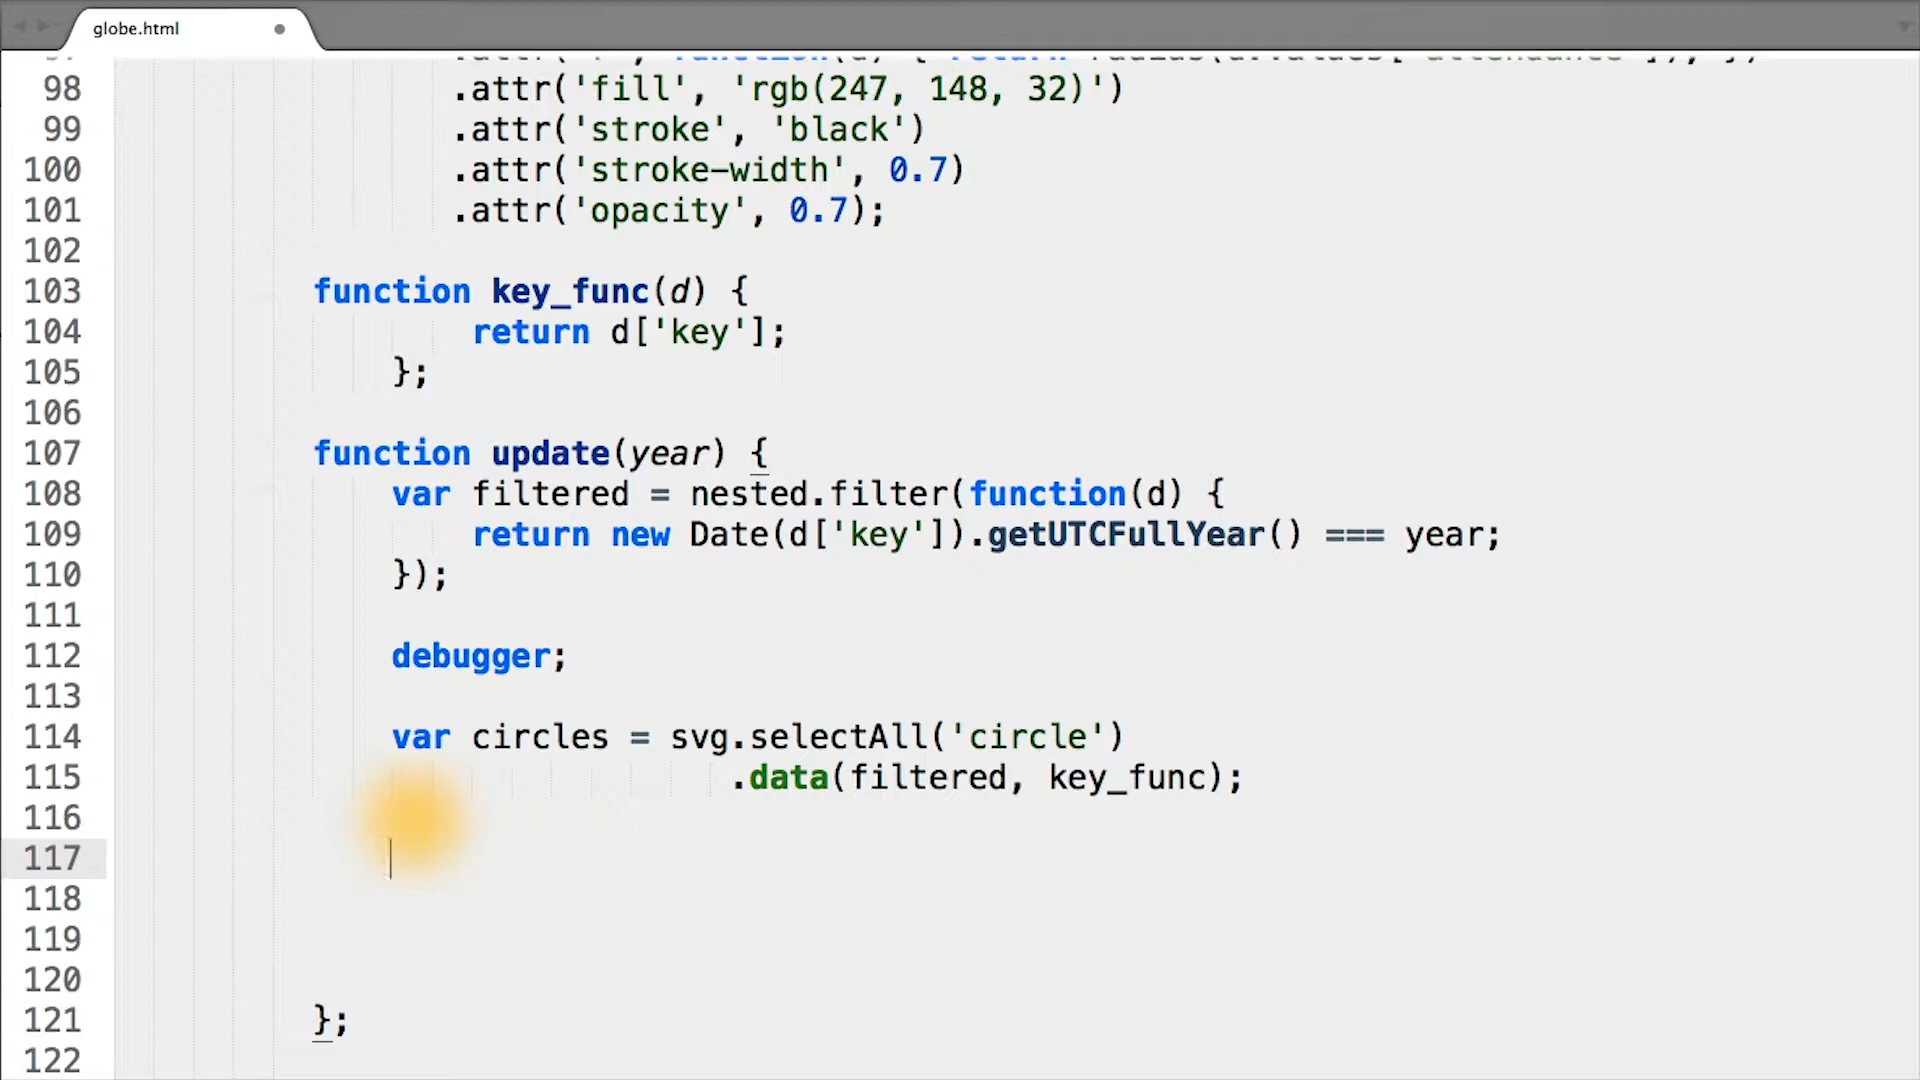 globe.html
98 .attr('fill', 'rgb(247, 148, 32)')
99 .attr('stroke', 'black')
100 .attr('stroke-width', 0.7)
101 .attr('opacity', 0.7);
102
103 function key_func(d) {
104 return d['key'];
105 };
106
107 function update(year) {
108 var filtered = nested.filter(function(d) {
109 return new Date(d['key']).getUTCFullYear() === year;
110 });
111
112 debugger;
113
114 var circles = svg.selectAll('circle')
115 .data(filtered, key_func);
116
117
118
119
120
121 };
122